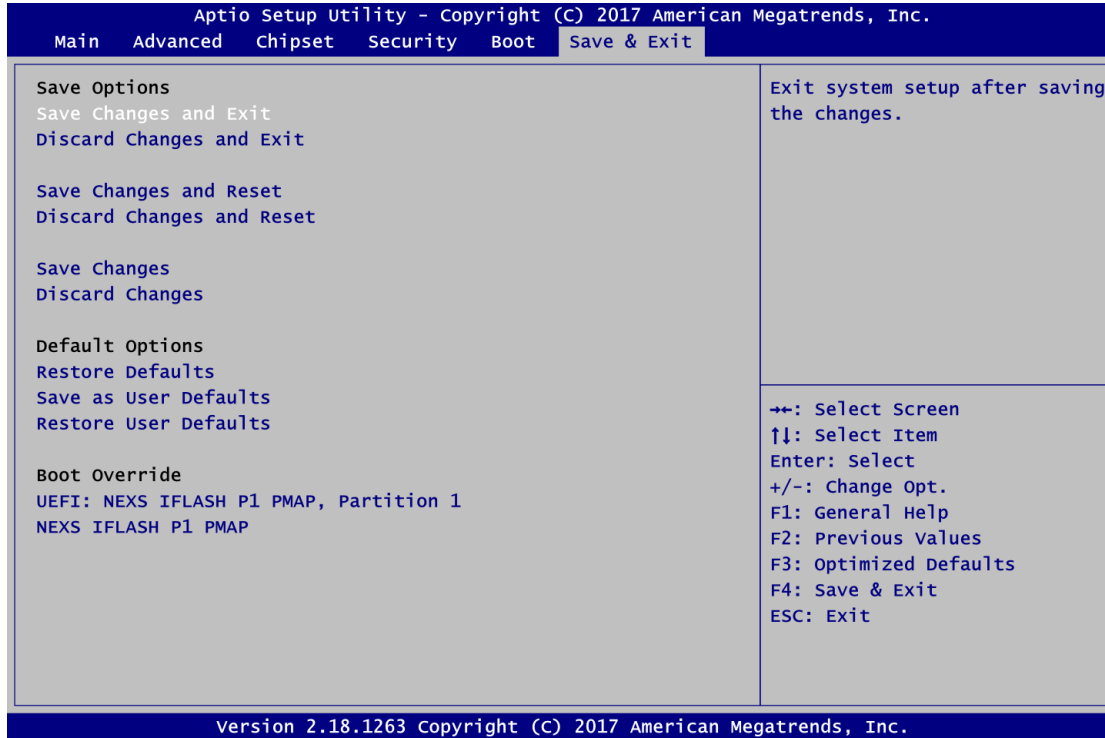 Aptio Setup Utility - Copyright (C) 2017 American Megatrends, Inc.
Main Advanced Chipset Security Boot Save & Exit
Save Options
Save Changes and Exit
Discard Changes and Exit
Save Changes and Reset
Discard Changes and Reset
Save Changes
Discard Changes
Default Options
Restore Defaults
Save as User Defaults
Restore User Defaults
Boot Override
UEFI: NEXS IFLASH P1 PMAP, Partition 1
NEXS IFLASH P1 PMAP
Exit system setup after saving
the changes.
→←: Select Screen
↑↓: Select Item
Enter: Select
+/-: Change Opt.
F1: General Help
F2: Previous Values
F3: Optimized Defaults
F4: Save & Exit
ESC: Exit
Version 2.18.1263 Copyright (C) 2017 American Megatrends, Inc.